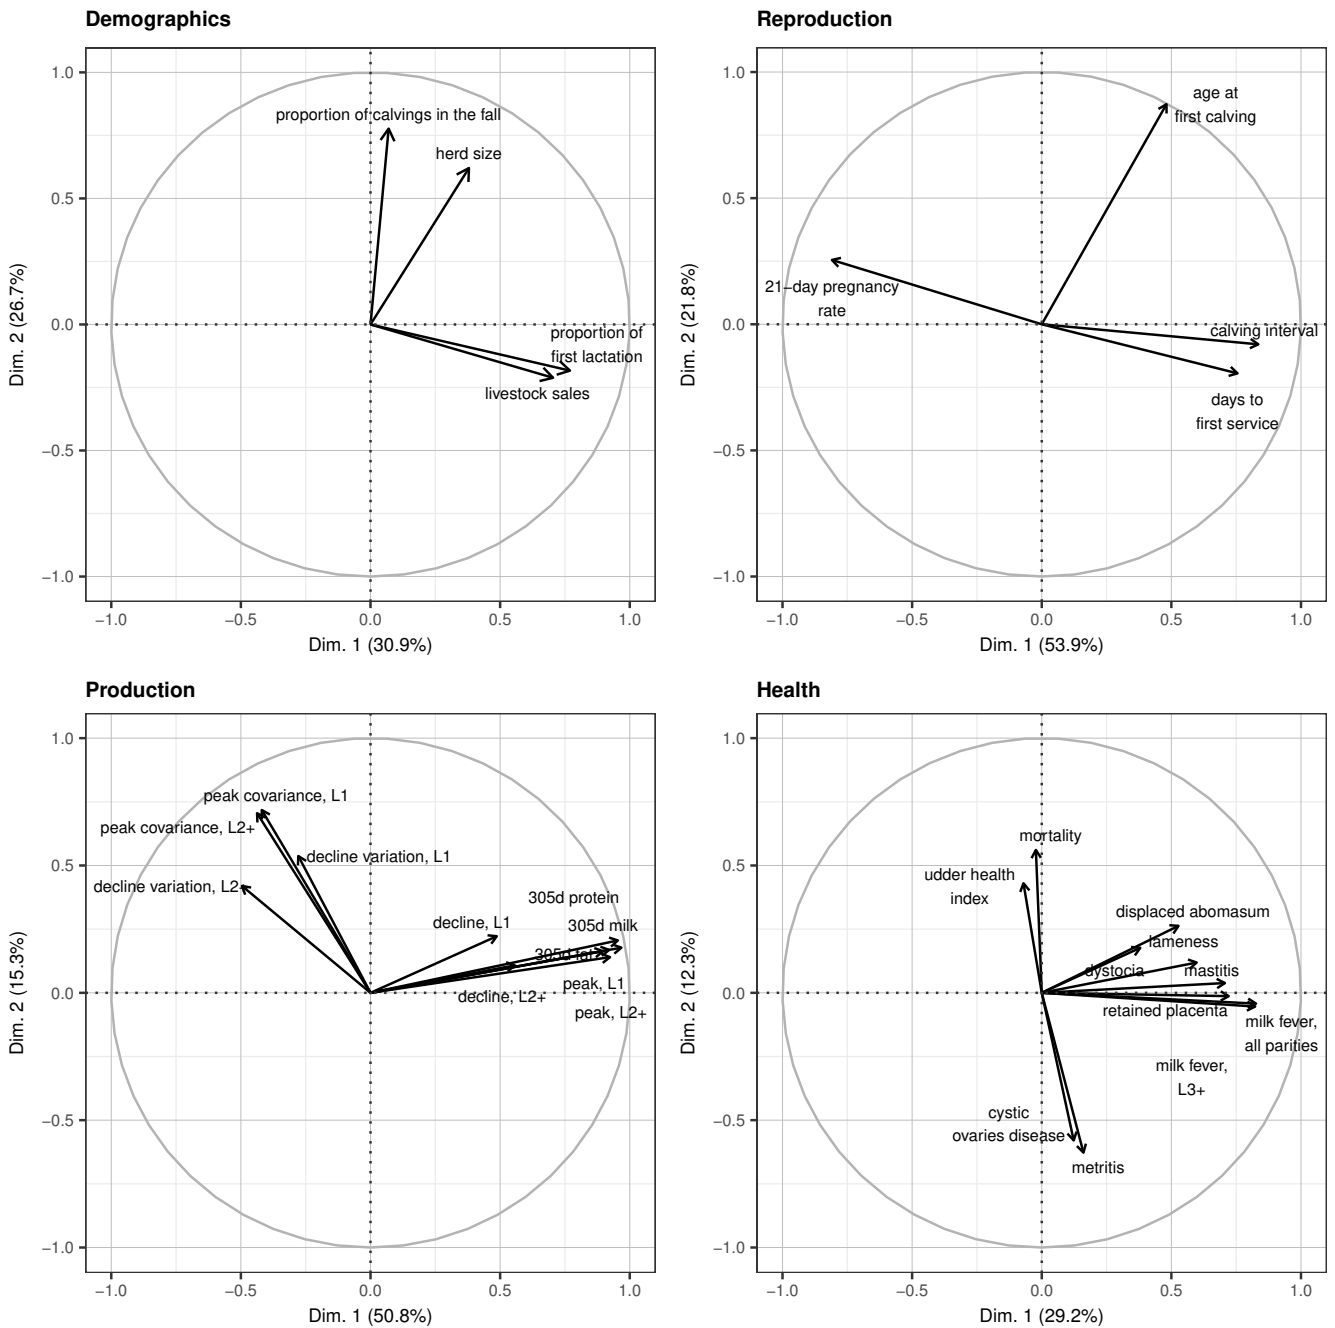 Demographics
1.0
0.5
0.0
−0.5
−1.0
−1.0
−0.5
0.0
0.5
1.0
Dim. 2 (26.7%)
Dim. 1 (30.9%)
proportion of calvings in the fall
herd size
proportion of
first lactation
livestock sales
Reproduction
1.0
0.5
0.0
−0.5
−1.0
−1.0
−0.5
0.0
0.5
1.0
Dim. 2 (21.8%)
Dim. 1 (53.9%)
age at
first calving
21−day pregnancy
rate
calving interval
days to
first service
Production
1.0
0.5
0.0
−0.5
−1.0
−1.0
−0.5
0.0
0.5
1.0
Dim. 2 (15.3%)
Dim. 1 (50.8%)
peak covariance, L1
peak covariance, L2+
decline variation, L1
decline variation, L2+
305d protein
decline, L1
305d milk
305d fat
peak, L1
decline, L2+
peak, L2+
Health
1.0
0.5
0.0
−0.5
−1.0
−1.0
−0.5
0.0
0.5
1.0
Dim. 2 (12.3%)
Dim. 1 (29.2%)
mortality
udder health
index
displaced abomasum
lameness
dystocia
mastitis
retained placenta
milk fever,
all parities
milk fever,
L3+
cystic
ovaries disease
metritis